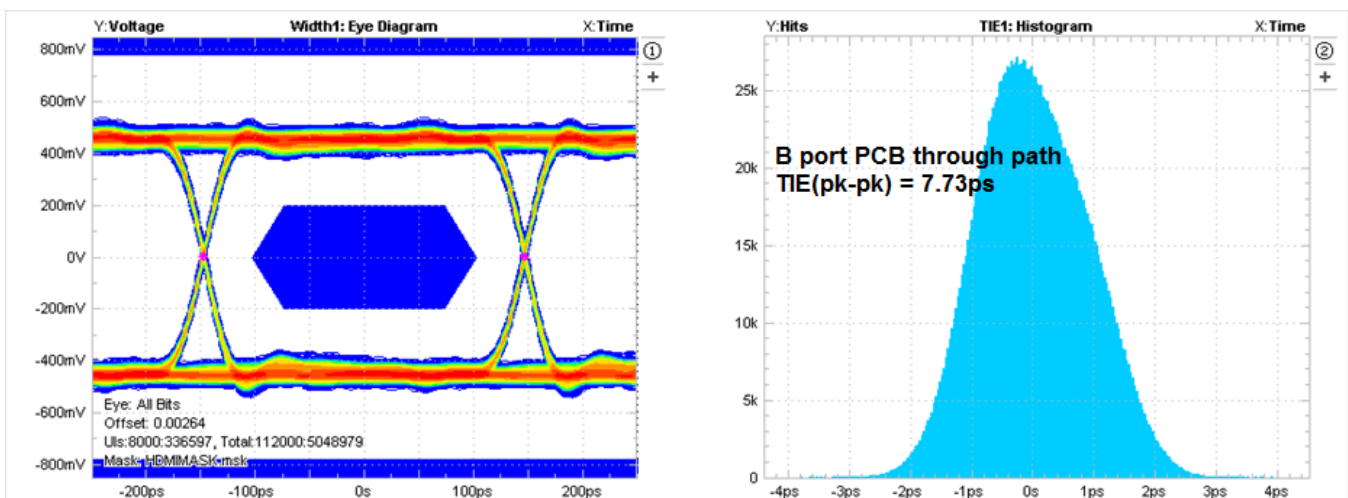 Y:Voltage Width1: Eye Diagram X:Time
800mV
600mV
400mV
200mV
0V
-200mV
-400mV
-600mV
-800mV
Eye: All Bits
Offset: 0.00264
UIs:8000:336597, Total:112000:5048979
Mask: HDMIMASK.msk
-200ps -100ps 0s 100ps 200ps
①
+
Y:Hits TIE1: Histogram X:Time
25k
20k
15k
10k
5k
0
B port PCB through path
TIE(pk-pk) = 7.73ps
-4ps -3ps -2ps -1ps 0s 1ps 2ps 3ps 4ps
②
+